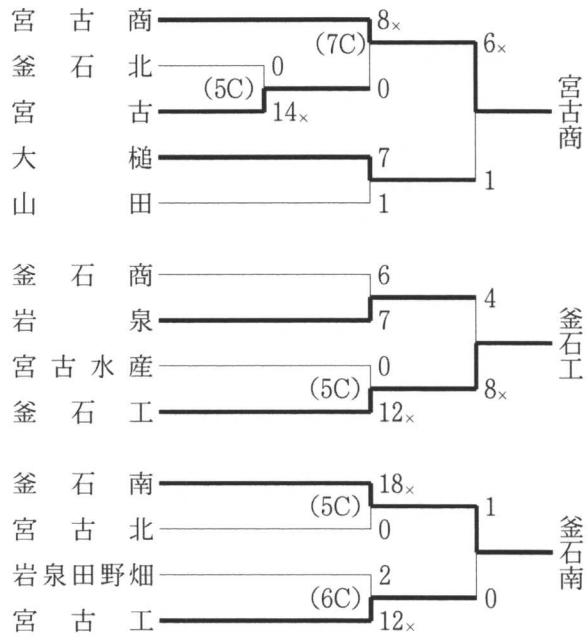 宮古商 8×
(7C) 6×
釜石北 0
(5C) 0
宮古 14×
宮古商
大槌 7
1
山田 1
釜石商 6
4
岩泉 7
釜石工
宮古水産 0
(5C) 8×
釜石工 12×
釜石南 18×
(5C) 1
宮古北 0
釜石南
岩泉田野畑 2
(6C) 0
宮古工 12×